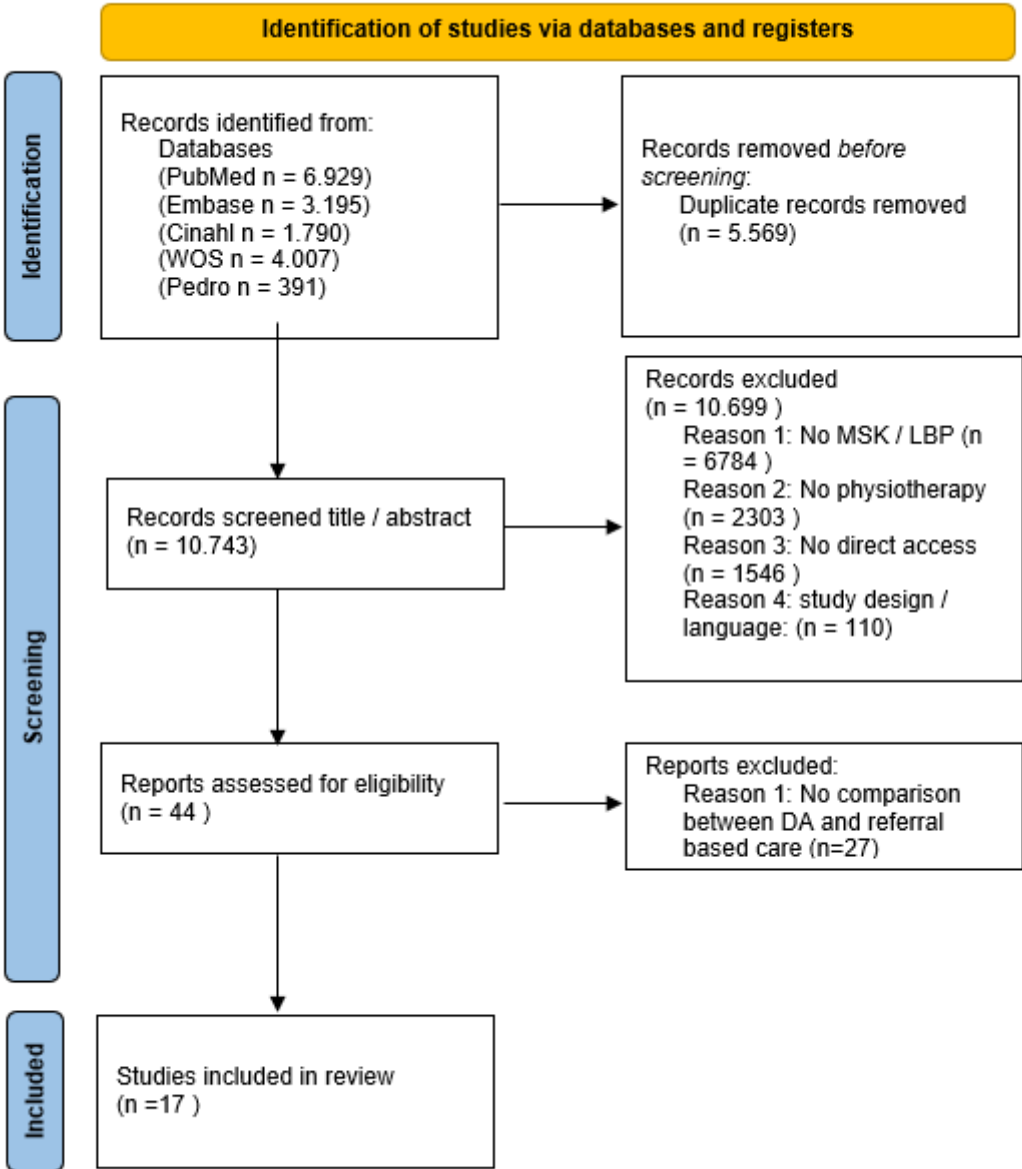 Identification of studies via databases and registers
Identification
Records identified from:
Databases
(PubMed n = 6.929)
(Embase n = 3.195)
(Cinahl n = 1.790)
(WOS n = 4.007)
(Pedro n = 391)
Records removed before
screening:
Duplicate records removed
(n = 5.569)
Screening
Records screened title / abstract
(n = 10.743)
Records excluded
(n = 10.699 )
Reason 1: No MSK / LBP (n
= 6784 )
Reason 2: No physiotherapy
(n = 2303 )
Reason 3: No direct access
(n = 1546 )
Reason 4: study design /
language: (n = 110)
Reports assessed for eligibility
(n = 44 )
Reports excluded:
Reason 1: No comparison
between DA and referral
based care (n=27)
Included
Studies included in review
(n =17 )